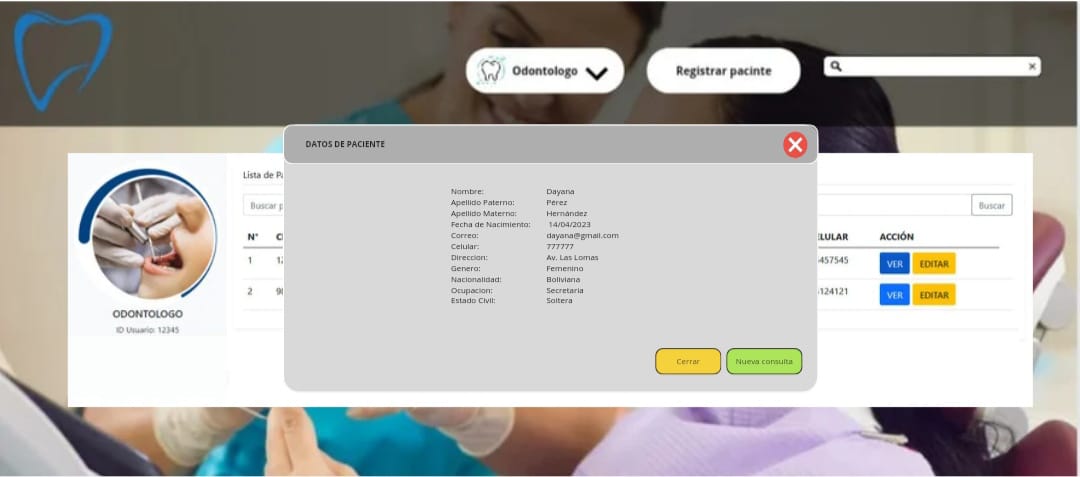 Odontologo
Registrar pacinte
DATOS DE PACIENTE
Lista de
Buscar
Buscar
N°
ELULAR ACCIÓN
1
457545 VER EDITAR
2
124121 VER EDITAR
ODONTOLOGO
ID Usuario: 12345
Nombre: Dayana
Apellido Paterno: Pérez
Apellido Materno: Hernández
Fecha de Nacimiento: 14/04/2023
Correo: dayana@gmail.com
Celular: 777777
Direccion: Av. Las Lomas
Genero: Femenino
Nacionalidad: Boliviana
Ocupacion: Secretaria
Estado Civil: Soltera
Cerrar Nueva consulta